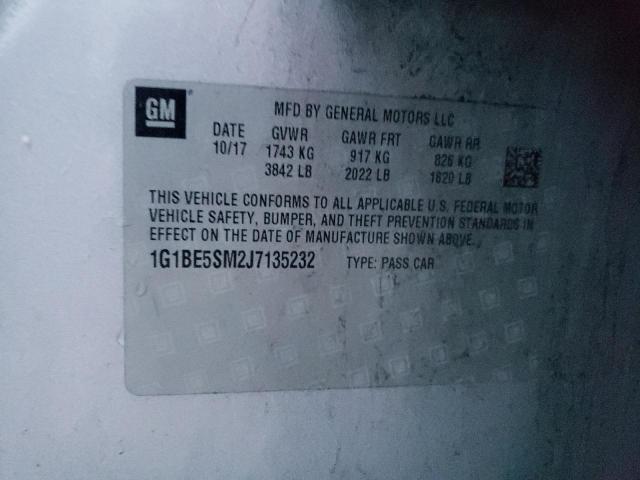 GM
MFD BY GENERAL MOTORS LLC
DATE GVWR GAWR FRT GAWR RR
10/17 1743 KG 917 KG 826 KG
3842 LB 2022 LB 1820 LB
THIS VEHICLE CONFORMS TO ALL APPLICABLE U.S. FEDERAL MOTOR
VEHICLE SAFETY, BUMPER, AND THEFT PREVENTION STANDARDS IN
EFFECT ON THE DATE OF MANUFACTURE SHOWN ABOVE.
1G1BE5SM2J7135232 TYPE: PASS CAR